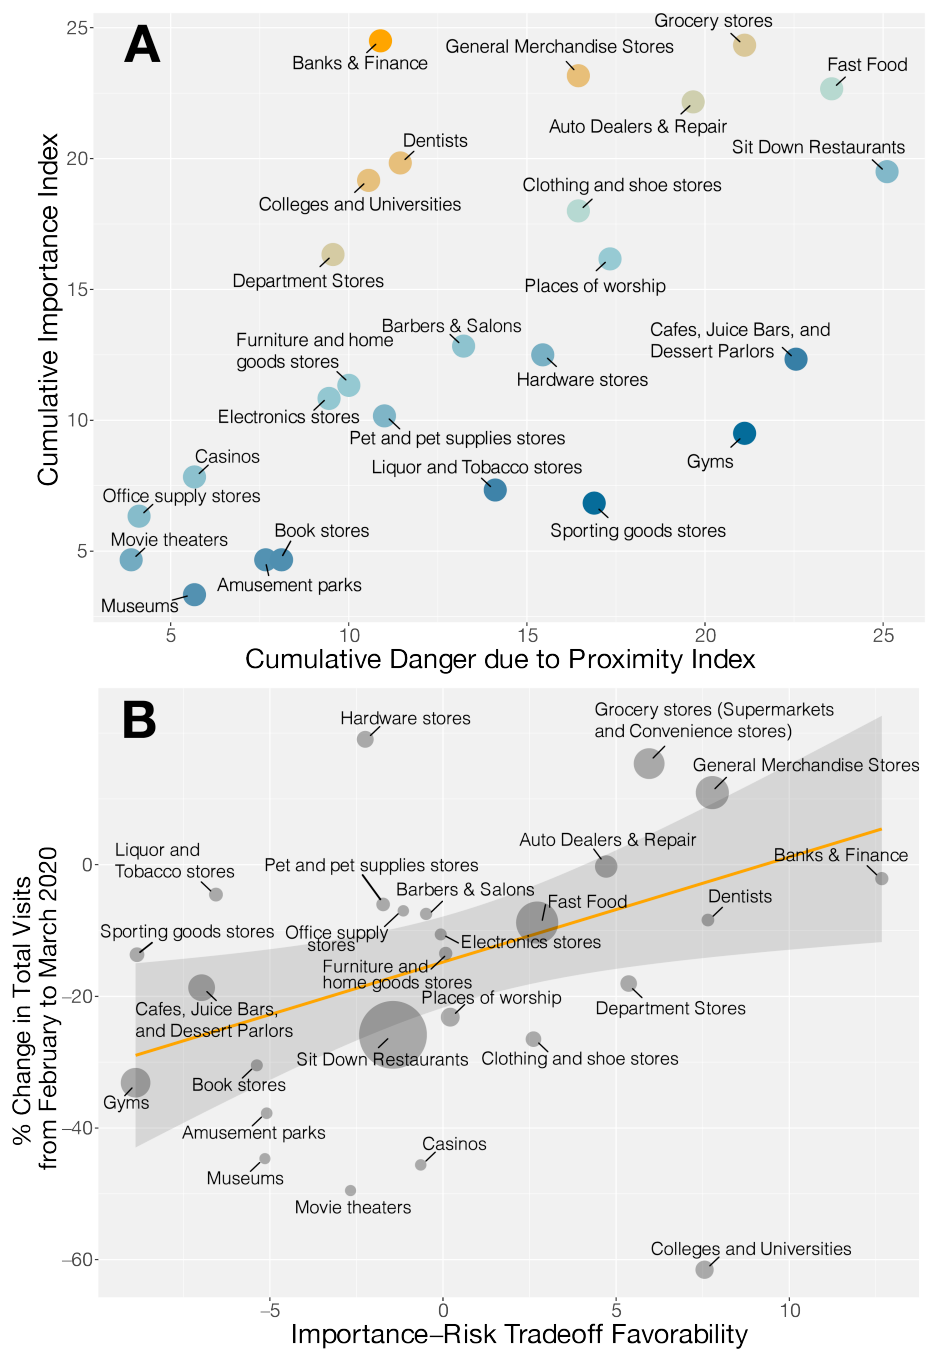 A
25
20
15
10
5
Cumulative Importance Index
Grocery stores
General Merchandise Stores
Banks & Finance
Fast Food
Auto Dealers & Repair
Dentists
Sit Down Restaurants
Clothing and shoe stores
Colleges and Universities
Department Stores
Places of worship
Barbers & Salons
Cafes, Juice Bars, and
Dessert Parlors
Furniture and home
goods stores
Hardware stores
Electronics stores
Pet and pet supplies stores
Casinos
Liquor and Tobacco stores
Gyms
Office supply stores
Book stores
Sporting goods stores
Movie theaters
Amusement parks
Museums
5
10
15
20
25
Cumulative Danger due to Proximity Index
B
% Change in Total Visits
from February to March 2020
0
−20
−40
−60
Hardware stores
Grocery stores (Supermarkets
and Convenience stores)
General Merchandise Stores
Auto Dealers & Repair
Liquor and
Tobacco stores
Pet and pet supplies stores
Banks & Finance
Barbers & Salons
Fast Food
Dentists
Sporting goods stores
Office supply
stores
Electronics stores
Furniture and
home goods stores
Places of worship
Cafes, Juice Bars,
and Dessert Parlors
Department Stores
Sit Down Restaurants
Clothing and shoe stores
Book stores
Gyms
Amusement parks
Casinos
Museums
Movie theaters
Colleges and Universities
−5
0
5
10
Importance−Risk Tradeoff Favorability